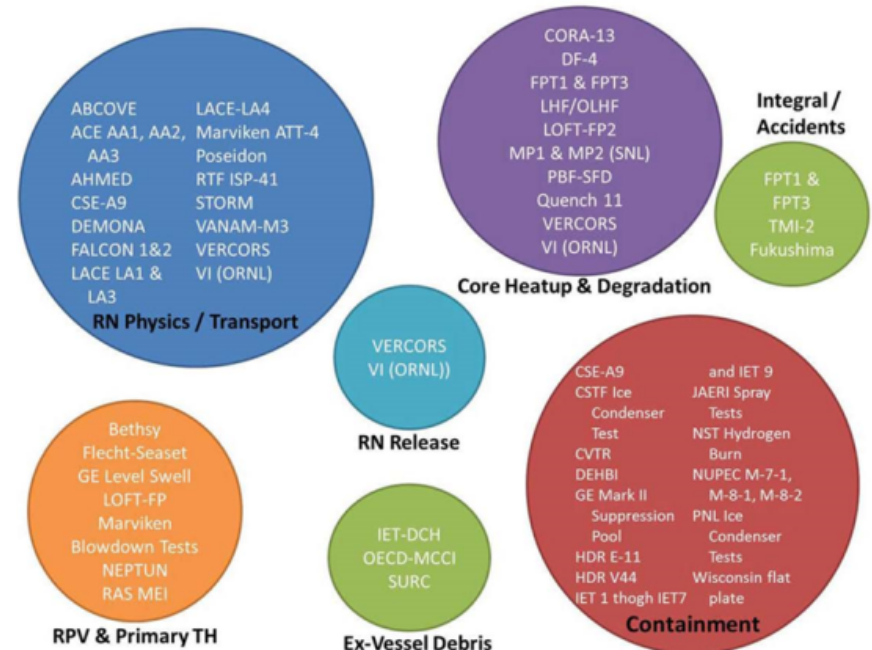 ABCOVE
ACE AA1, AA2,
AA3
AHMED
CSE-A9
DEMONA
FALCON 1&2
LACE LA1 &
LA3
LACE-LA4
Marviken ATT-4
Poseidon
RTF ISP-41
STORM
VANAM-M3
VERCORS
VI (ORNL)
RN Physics / Transport
CORA-13
DF-4
FPT1 & FPT3
LHF/OLHF
LOFT-FP2
MP1 & MP2 (SNL)
PBF-SFD
Quench 11
VERCORS
VI (ORNL)
Core Heatup & Degradation
Integral /
Accidents
FPT1 &
FPT3
TMI-2
Fukushima
VERCORS
VI (ORNL))
RN Release
Bethsy
Flecht-Seaset
GE Level Swell
LOFT-FP
Marviken
Blowdown Tests
NEPTUN
RAS MEI
RPV & Primary TH
IET-DCH
OECD-MCCI
SURC
Ex-Vessel Debris
CSE-A9
CSTF Ice
Condenser
Test
CVTR
DEHBI
GE Mark II
Suppression
Pool
HDR E-11
HDR V44
IET 1 thogh IET7
and IET 9
JAERI Spray
Tests
NST Hydrogen
Burn
NUPEC M-7-1,
M-8-1, M-8-2
PNL Ice
Condenser
Tests
Wisconsin flat
plate
Containment